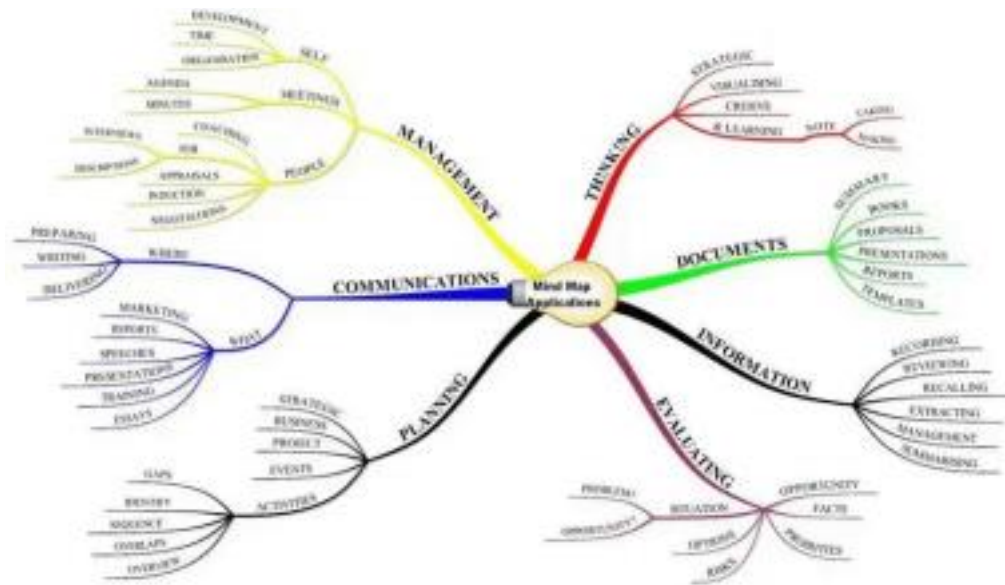 Mind Map
Applications
MANAGEMENT
SELF
DEVELOPMENT
TIME
ORGANISATION
MEETINGS
AGENDA
MINUTES
PEOPLE
COACHING
JOB
INTERVIEWS
DESCRIPTIONS
APPRAISALS
INDUCTION
NEGOTIATIONS
THINKING
STRATEGIC
VISUALISING
& LEARNING
NOTE
TAKING
MAKING
DOCUMENTS
SUMMARY
BOOKS
PROPOSALS
PRESENTATIONS
REPORTS
TEMPLATES
INFORMATION
RECORDING
REVIEWING
RECALLING
EXTRACTING
MANAGEMENT
SUMMARISING
EVALUATING
OPPORTUNITY
FACTS
PRIORITIES
RISKS
OPTIONS
SITUATION
PROBLEM?
OPPORTUNITY?
PLANNING
STRATEGIC
BUSINESS
PROJECT
EVENTS
ACTIVITIES
GAPS
IDENTIFY
SEQUENCE
OVERLAPS
OVERVIEW
COMMUNICATIONS
WHERE
PREPARING
WRITING
DELIVERING
WHAT
MARKETING
REPORTS
SPEECHES
PRESENTATIONS
TRAINING
ESSAYS